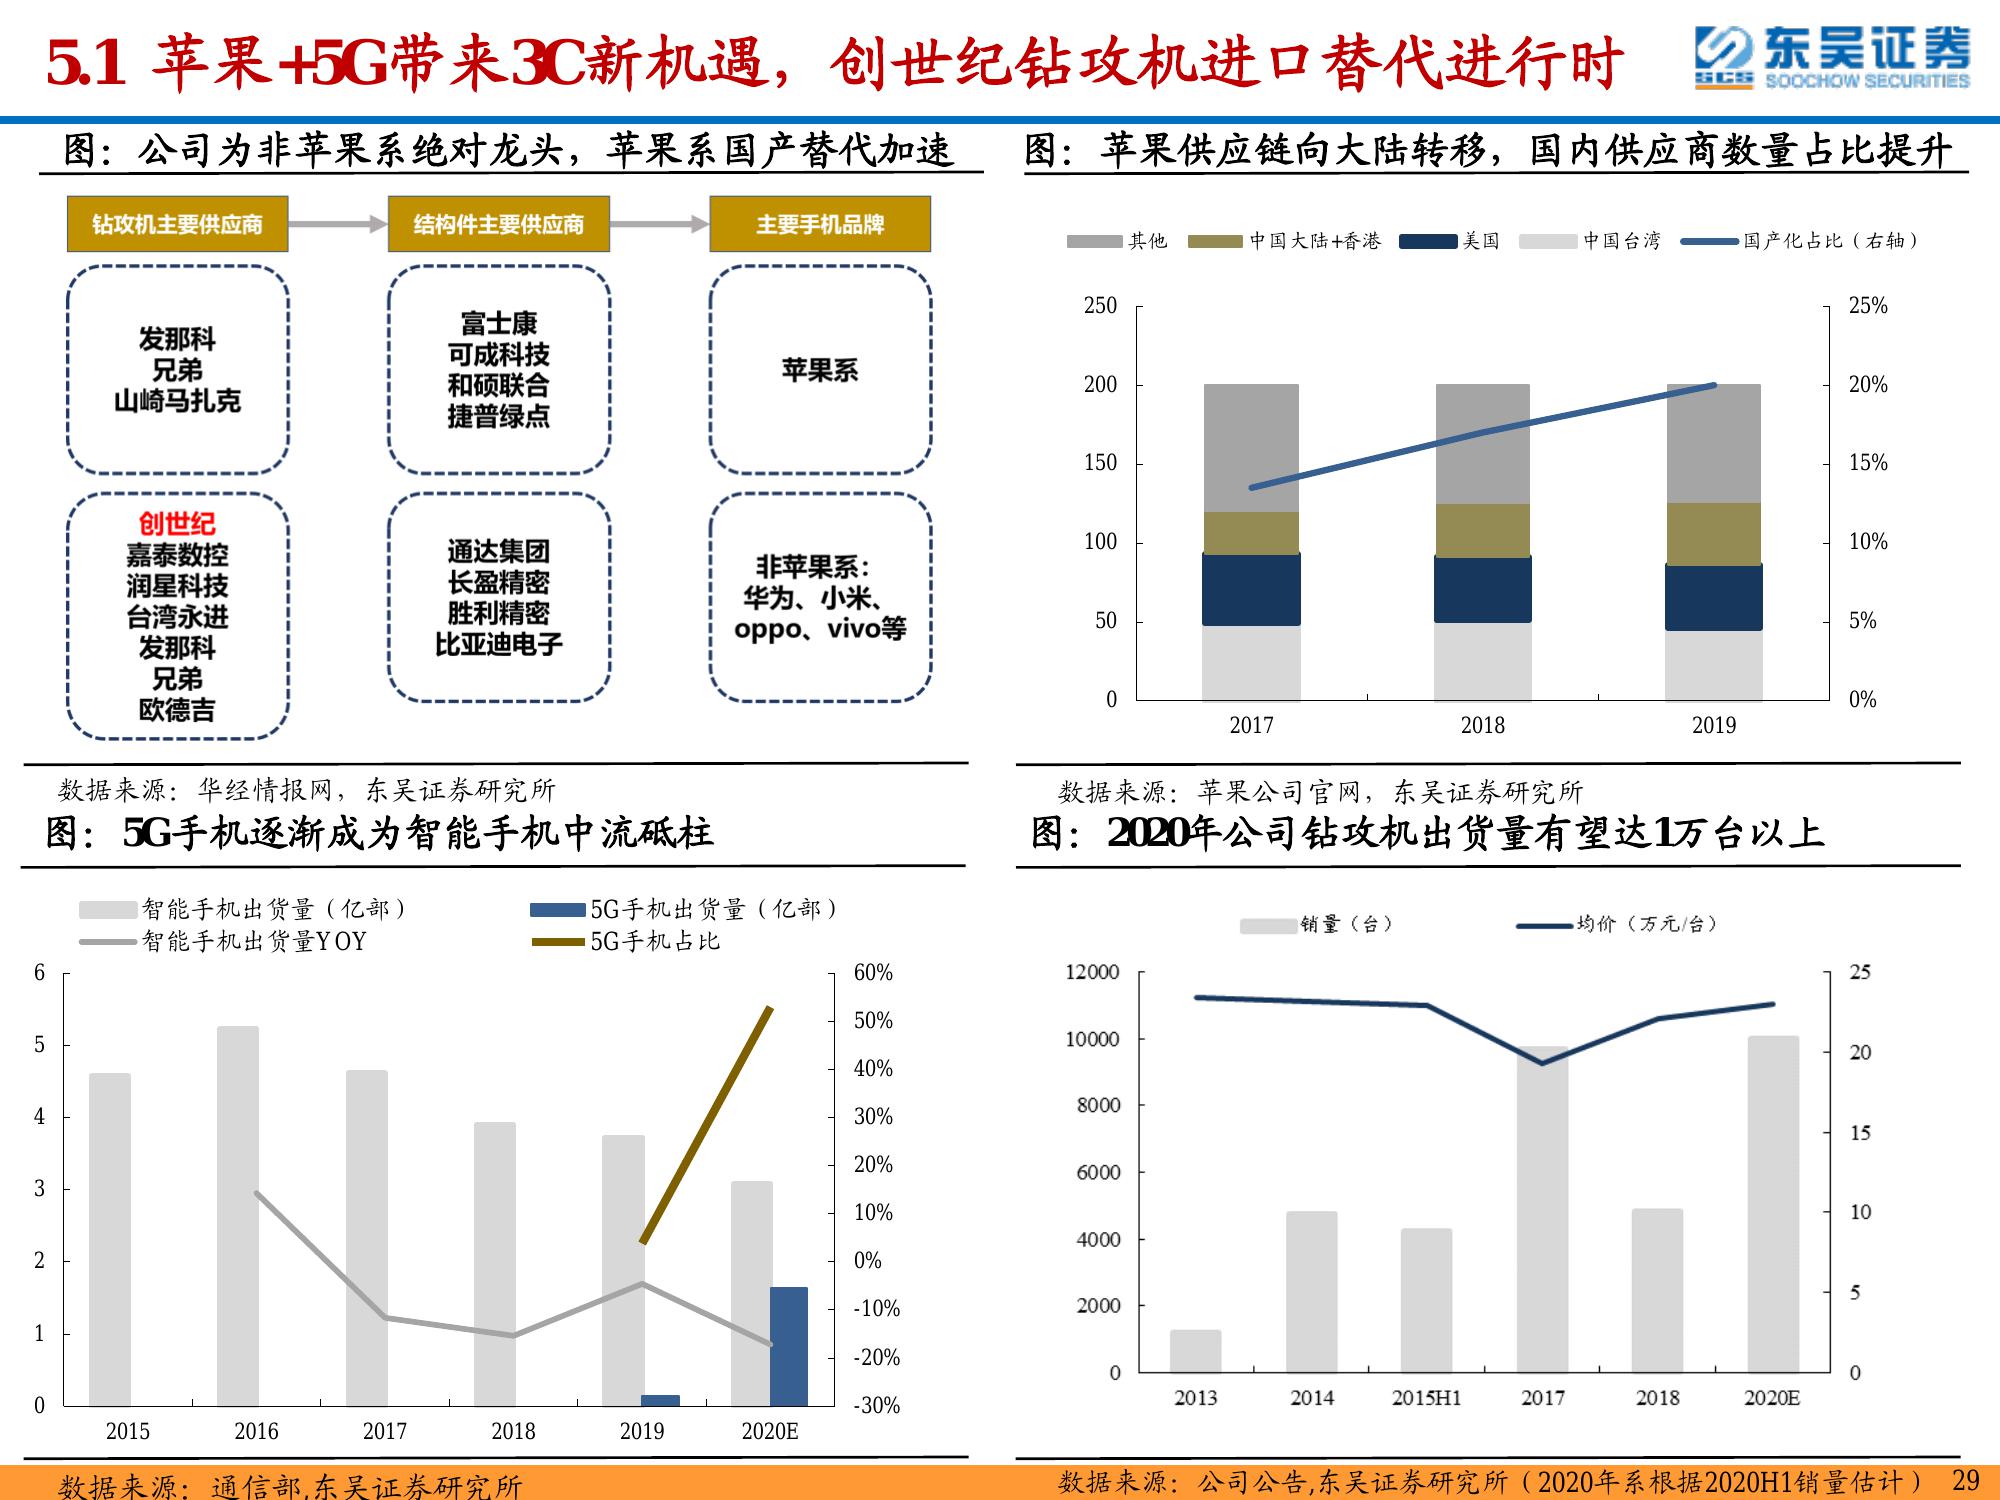 5.1 苹果+5G带来3C新机遇，创世纪钻攻机进口替代进行时
东吴证券
SCS SOOCHOW SECURITIES
图：公司为非苹果系绝对龙头，苹果系国产替代加速
钻攻机主要供应商
结构件主要供应商
主要手机品牌
发那科
兄弟
山崎马扎克
富士康
可成科技
和硕联合
捷普绿点
苹果系
创世纪
嘉泰数控
润星科技
台湾永进
发那科
兄弟
欧德吉
通达集团
长盈精密
胜利精密
比亚迪电子
非苹果系：
华为、小米、
oppo、vivo等
数据来源：华经情报网，东吴证券研究所
图：苹果供应链向大陆转移，国内供应商数量占比提升
其他 中国大陆+香港 美国 中国台湾 国产化占比（右轴）
250 25%
200 20%
150 15%
100 10%
50 5%
0 0%
2017 2018 2019
数据来源：苹果公司官网，东吴证券研究所
图：5G手机逐渐成为智能手机中流砥柱
智能手机出货量（亿部） 5G手机出货量（亿部）
智能手机出货量YOY 5G手机占比
6 60%
5 50%
4 40%
3 30%
2 20%
1 10%
0 0%
-10%
-20%
-30%
2015 2016 2017 2018 2019 2020E
数据来源：通信部,东吴证券研究所
图：2020年公司钻攻机出货量有望达1万台以上
销量（台） 均价（万元/台）
12000 25
10000 20
8000 15
6000 10
4000 5
2000 0
0
2013 2014 2015H1 2017 2018 2020E
数据来源：公司公告,东吴证券研究所（2020年系根据2020H1销量估计） 29